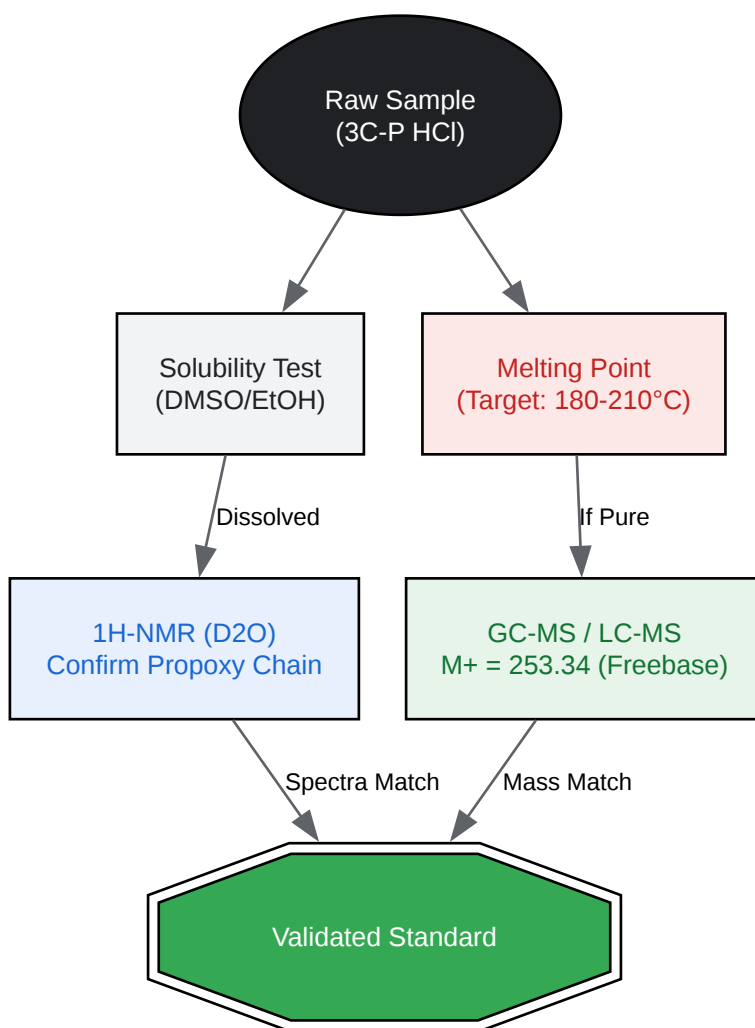 Raw Sample
(3C-P HCl)
Solubility Test
(DMSO/EtOH)
Melting Point
(Target: 180-210°C)
Dissolved
If Pure
1H-NMR (D2O)
Confirm Propoxy Chain
GC-MS / LC-MS
M+ = 253.34 (Freebase)
Spectra Match
Mass Match
Validated Standard